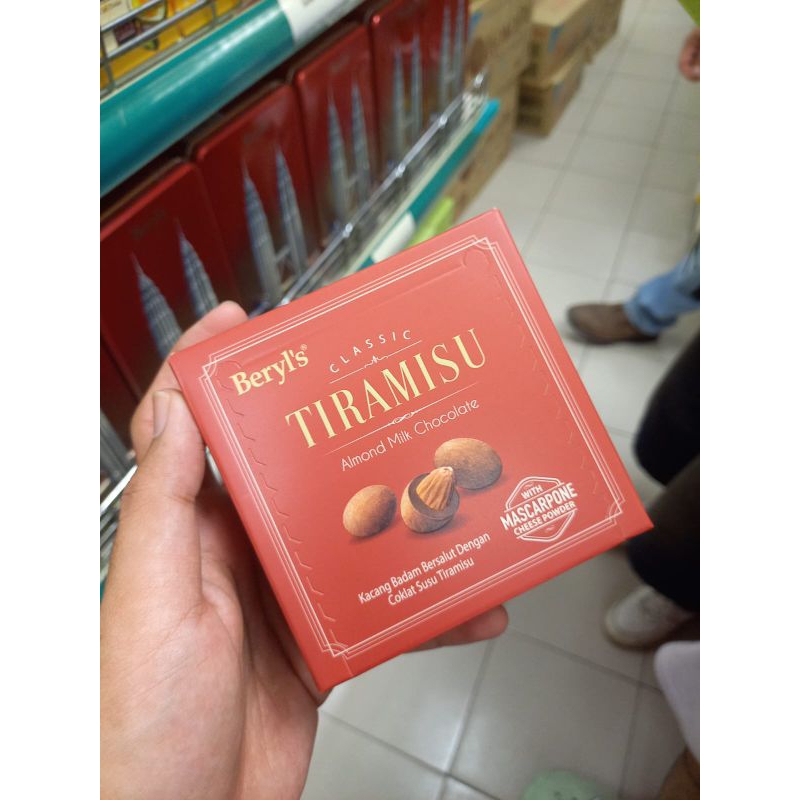 Beryl's®
CLASSIC
TIRAMISU
Almond Milk Chocolate
WITH
MASCARPONE
CHEESE POWDER
Kacang Badam Bersalut Dengan
Coklat Susu Tiramisu